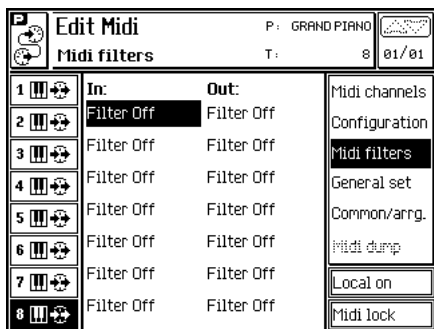 P Edit Midi P: GRAND PIANO
Midi filters T: 8 01/01
1 In: Out: Midi channels
2 Filter Off Filter Off Configuration
3 Filter Off Filter Off Midi filters
4 Filter Off Filter Off General set
5 Filter Off Filter Off Common/arrg.
6 Filter Off Filter Off Midi dump
7 Filter Off Filter Off Local on
8 Filter Off Filter Off Midi lock